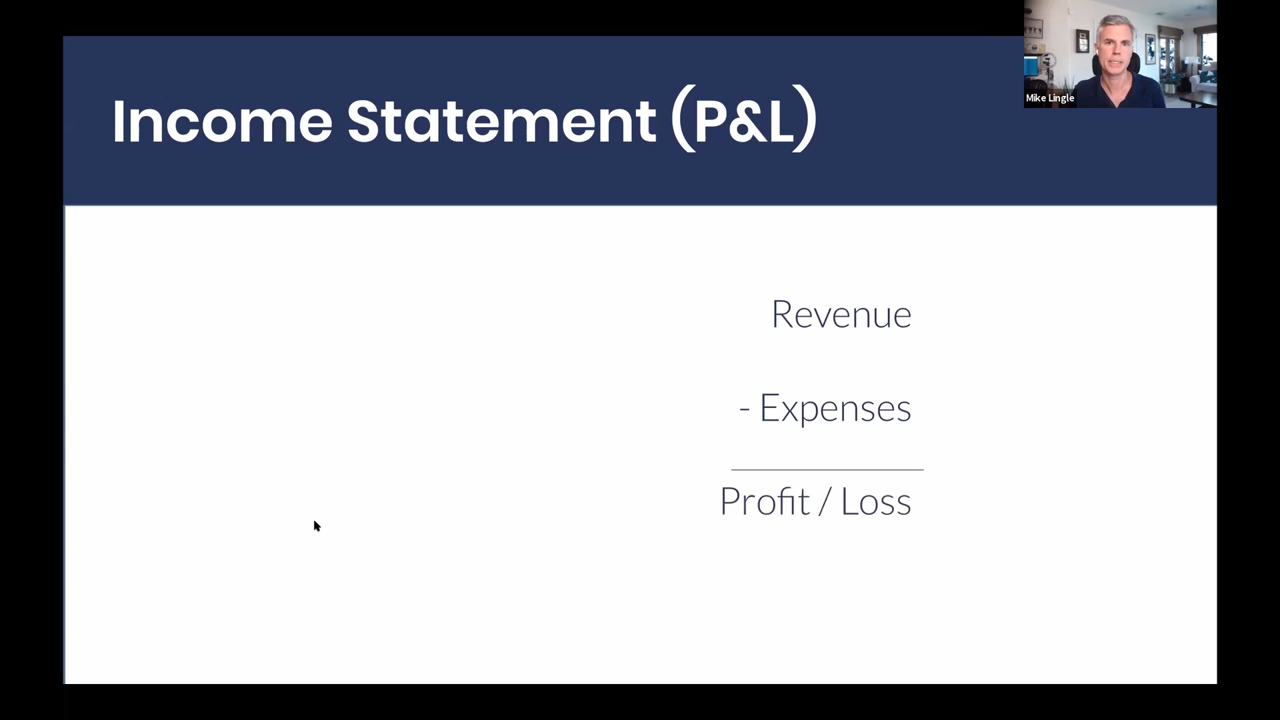 Income Statement (P&L)
Mike Lingle
Revenue
- Expenses
Profit / Loss